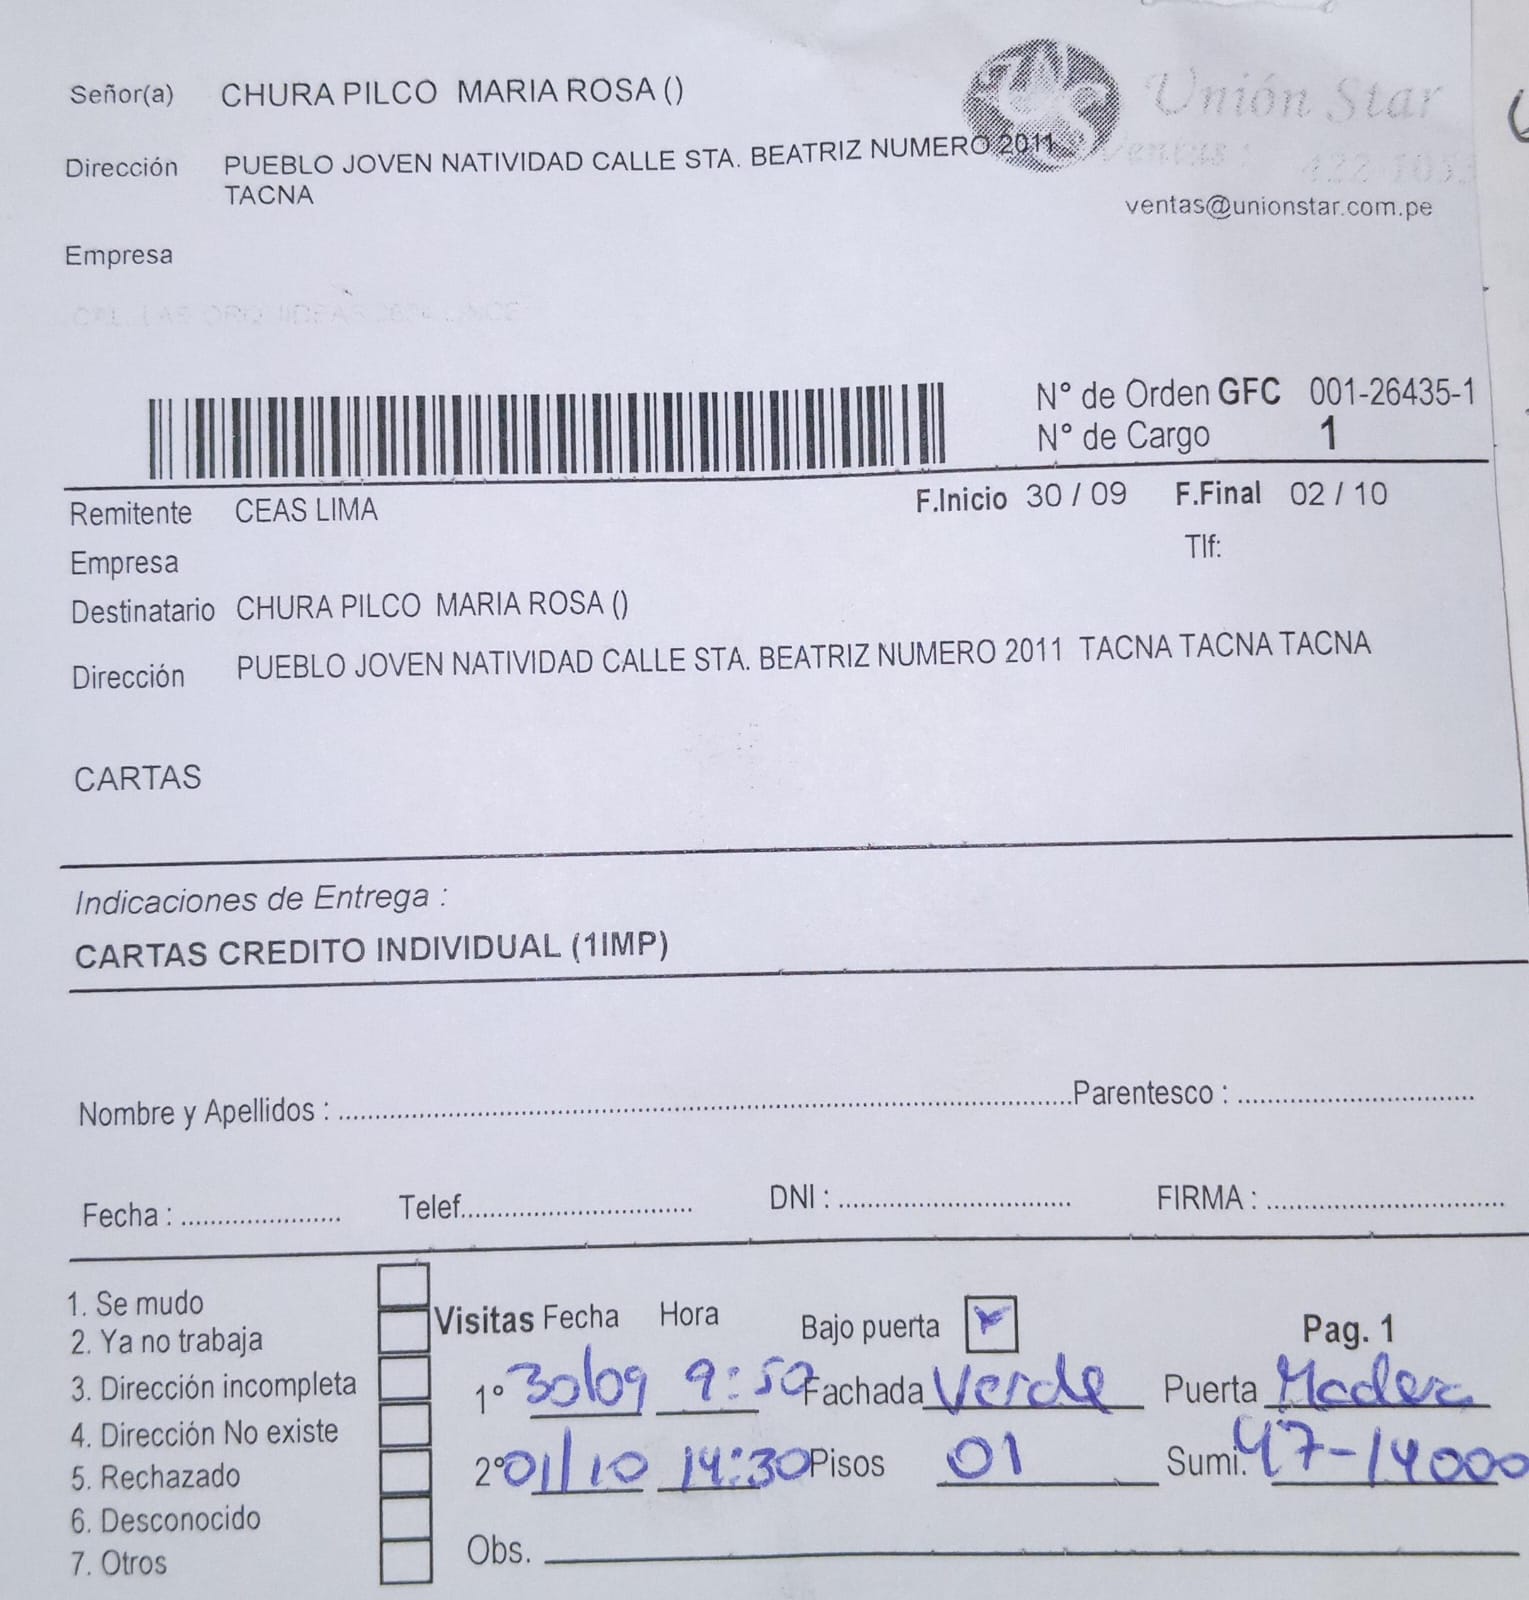 Señor(a) CHURA PILCO MARIA ROSA ()
Unión Star
Dirección PUEBLO JOVEN NATIVIDAD CALLE STA. BEATRIZ NUMERO 2011
TACNA
Ventas :
ventas@unionstar.com.pe
Empresa
N° de Orden GFC 001-26435-1
N° de Cargo 1
Remitente CEAS LIMA F.Inicio 30 / 09 F.Final 02 / 10
Empresa Tlf:
Destinatario CHURA PILCO MARIA ROSA ()
Dirección PUEBLO JOVEN NATIVIDAD CALLE STA. BEATRIZ NUMERO 2011 TACNA TACNA TACNA
CARTAS
Indicaciones de Entrega :
CARTAS CREDITO INDIVIDUAL (1IMP)
Nombre y Apellidos : Parentesco :
Fecha : Telef. DNI : FIRMA :
1. Se mudo
2. Ya no trabaja
3. Dirección incompleta
4. Dirección No existe
5. Rechazado
6. Desconocido
7. Otros
Visitas Fecha Hora Bajo puerta Pag. 1
1° 30/09 9:50 Fachada Verde Puerta Madera
2° 01/10 14:30 Pisos 01 Sumi. 47-14000
Obs.